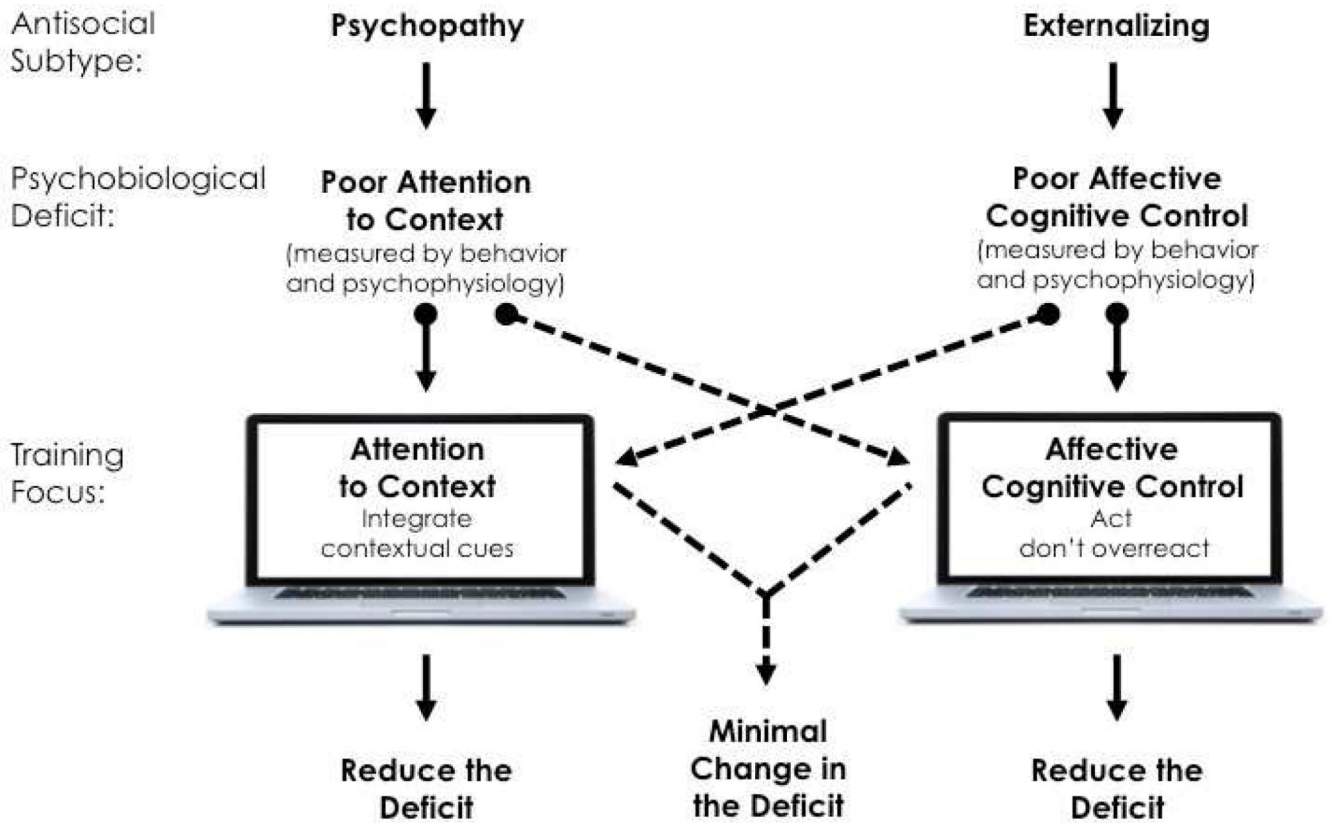 Antisocial
Subtype:
Psychopathy
Externalizing
Psychobiological
Deficit:
Poor Attention
to Context
(measured by behavior
and psychophysiology)
Poor Affective
Cognitive Control
(measured by behavior
and psychophysiology)
Training
Focus:
Attention
to Context
Integrate
contextual cues
Affective
Cognitive Control
Act
don't overreact
Reduce the
Deficit
Minimal
Change in
the Deficit
Reduce the
Deficit